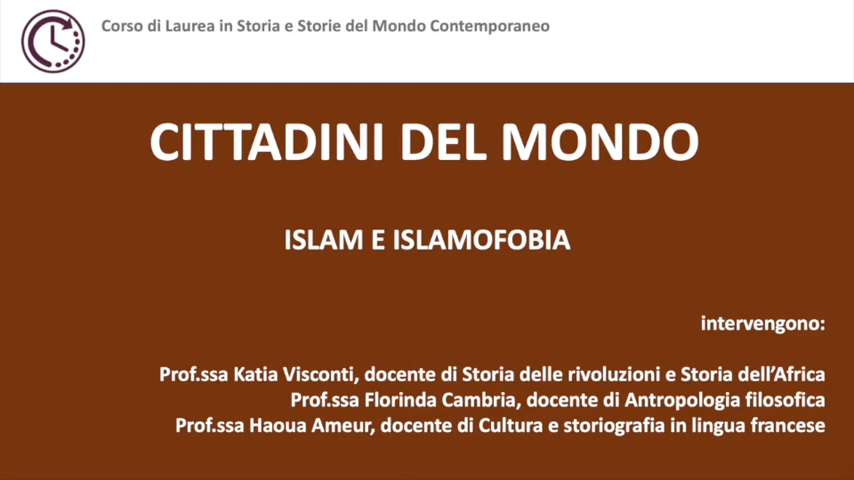 Corso di Laurea in Storia e Storie del Mondo Contemporaneo
CITTADINI DEL MONDO
ISLAM E ISLAMOFOBIA
intervengono:
Prof.ssa Katia Visconti, docente di Storia delle rivoluzioni e Storia dell’Africa
Prof.ssa Florinda Cambria, docente di Antropologia filosofica
Prof.ssa Haoua Ameur, docente di Cultura e storiografia in lingua francese